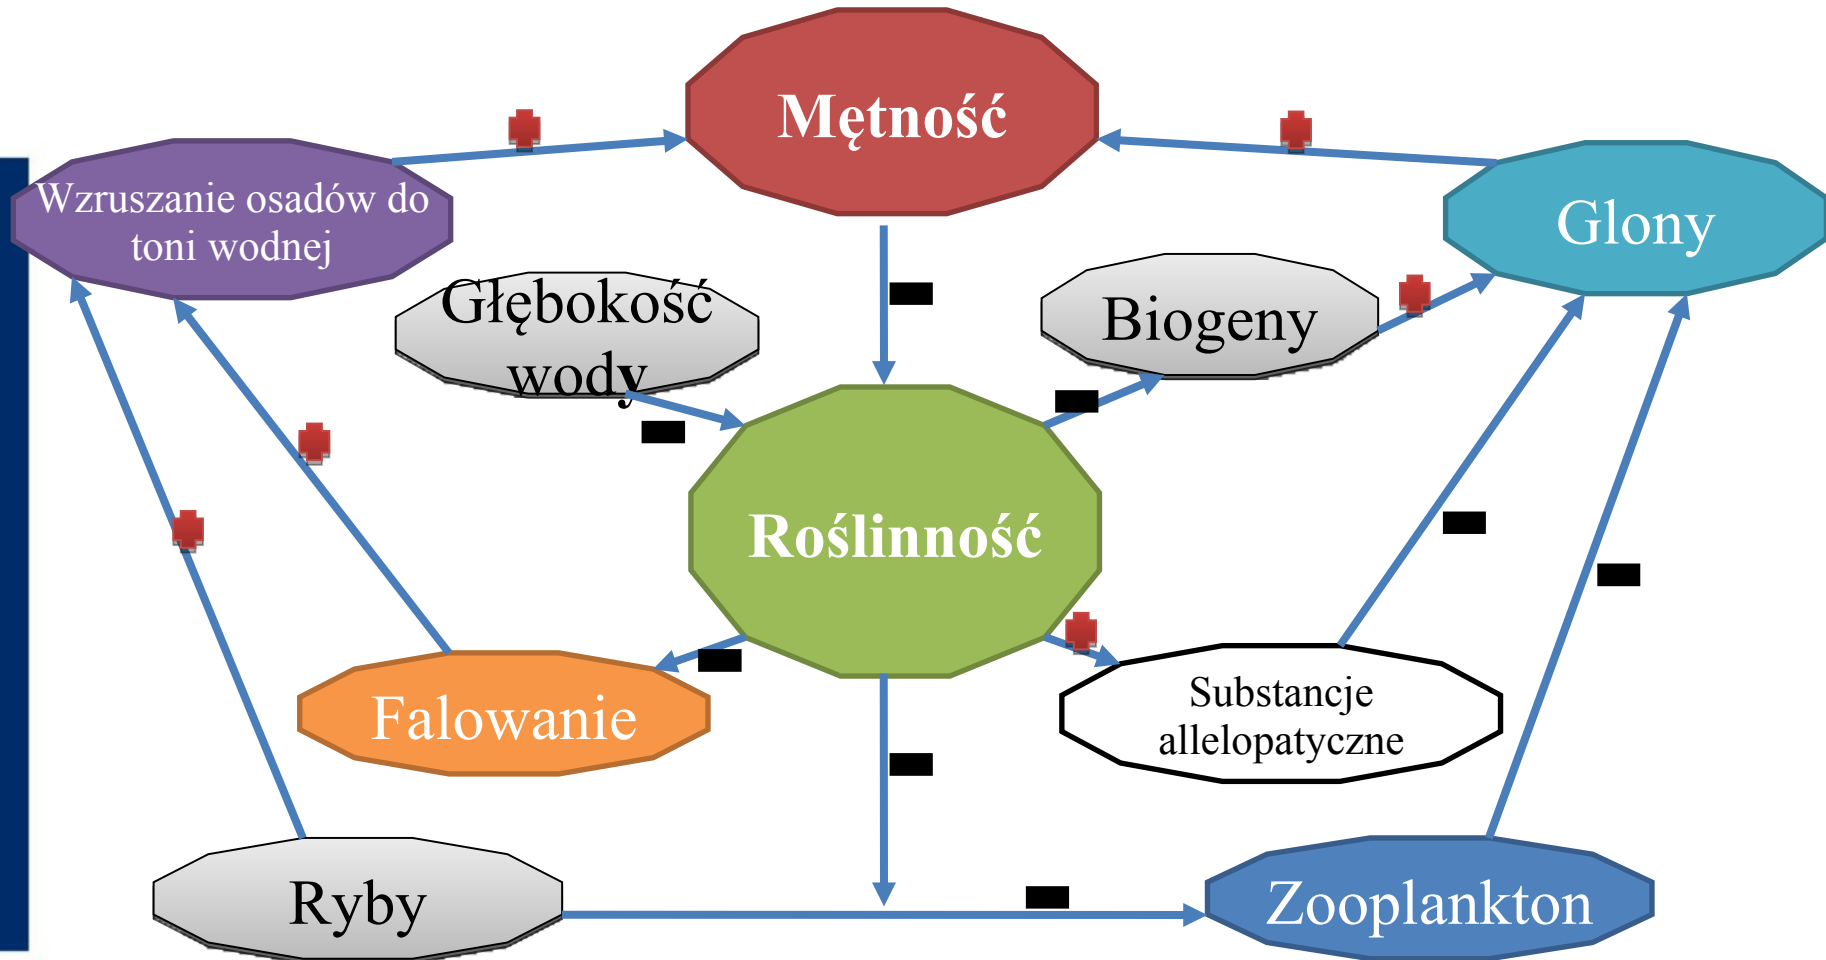 Mętność
Wzruszanie osadów do
toni wodnej
Glony
Głębokość
wody
Biogeny
Roślinność
Falowanie
Substancje
allelopatyczne
Ryby
Zooplankton